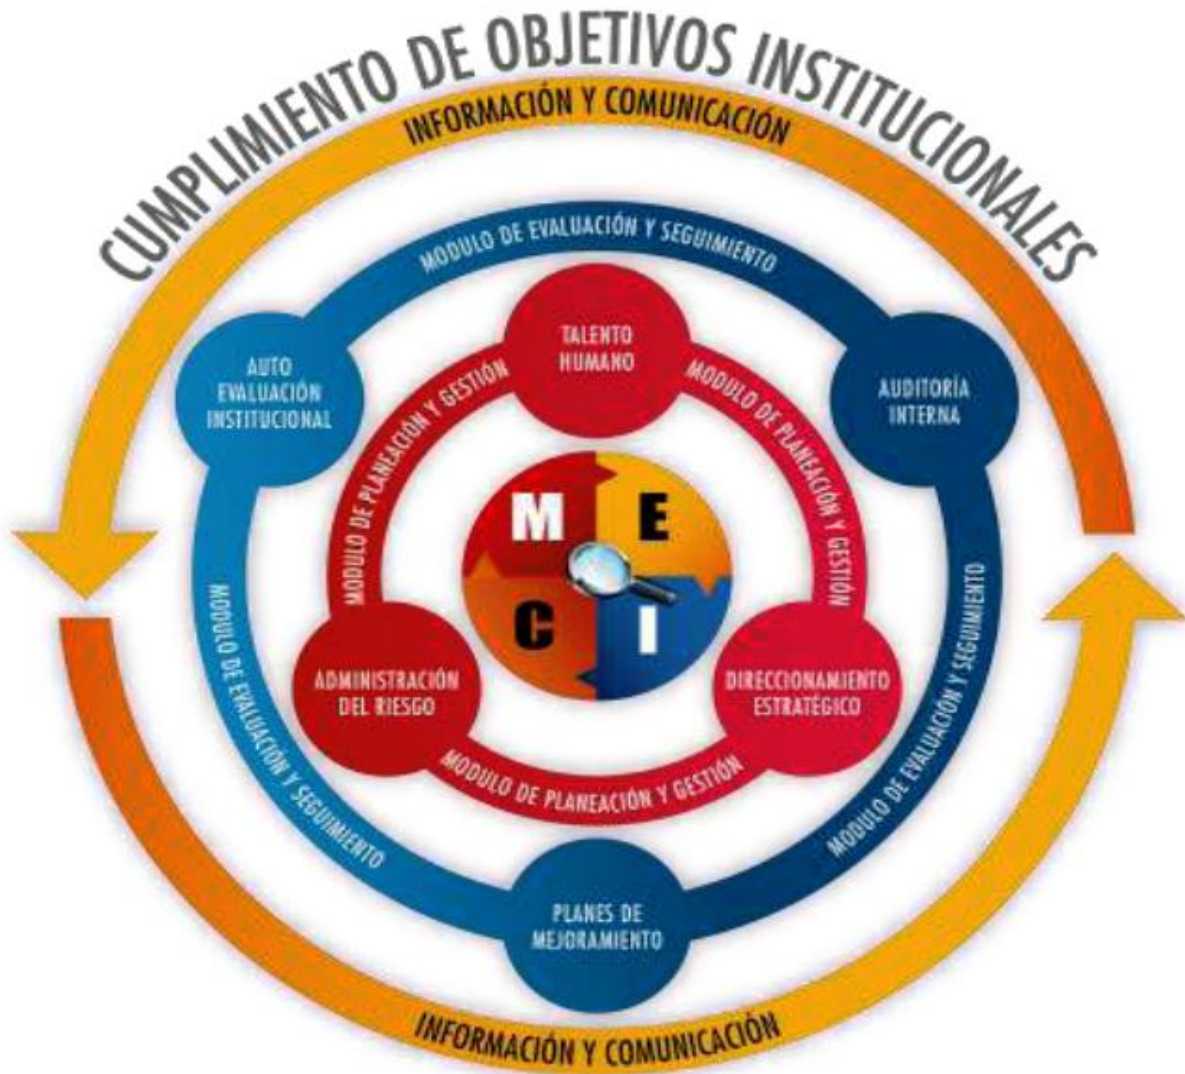 CUMPLIMIENTO DE OBJETIVOS INSTITUCIONALES
INFORMACIÓN Y COMUNICACIÓN
MODULO DE EVALUACIÓN Y SEGUIMIENTO
TALENTO
HUMANO
AUTO
EVALUACIÓN
INSTITUCIONAL
AUDITORÍA
INTERNA
MODULO DE PLANEACIÓN Y GESTIÓN
MODULO DE PLANEACIÓN Y GESTIÓN
M E
C I
MODULO DE EVALUACIÓN Y SEGUIMIENTO
MODULO DE EVALUACIÓN Y SEGUIMIENTO
ADMINISTRACIÓN
DEL RIESGO
DIRECCIONAMIENTO
ESTRATÉGICO
MODULO DE PLANEACIÓN Y GESTIÓN
PLANES DE
MEJORAMIENTO
INFORMACIÓN Y COMUNICACIÓN